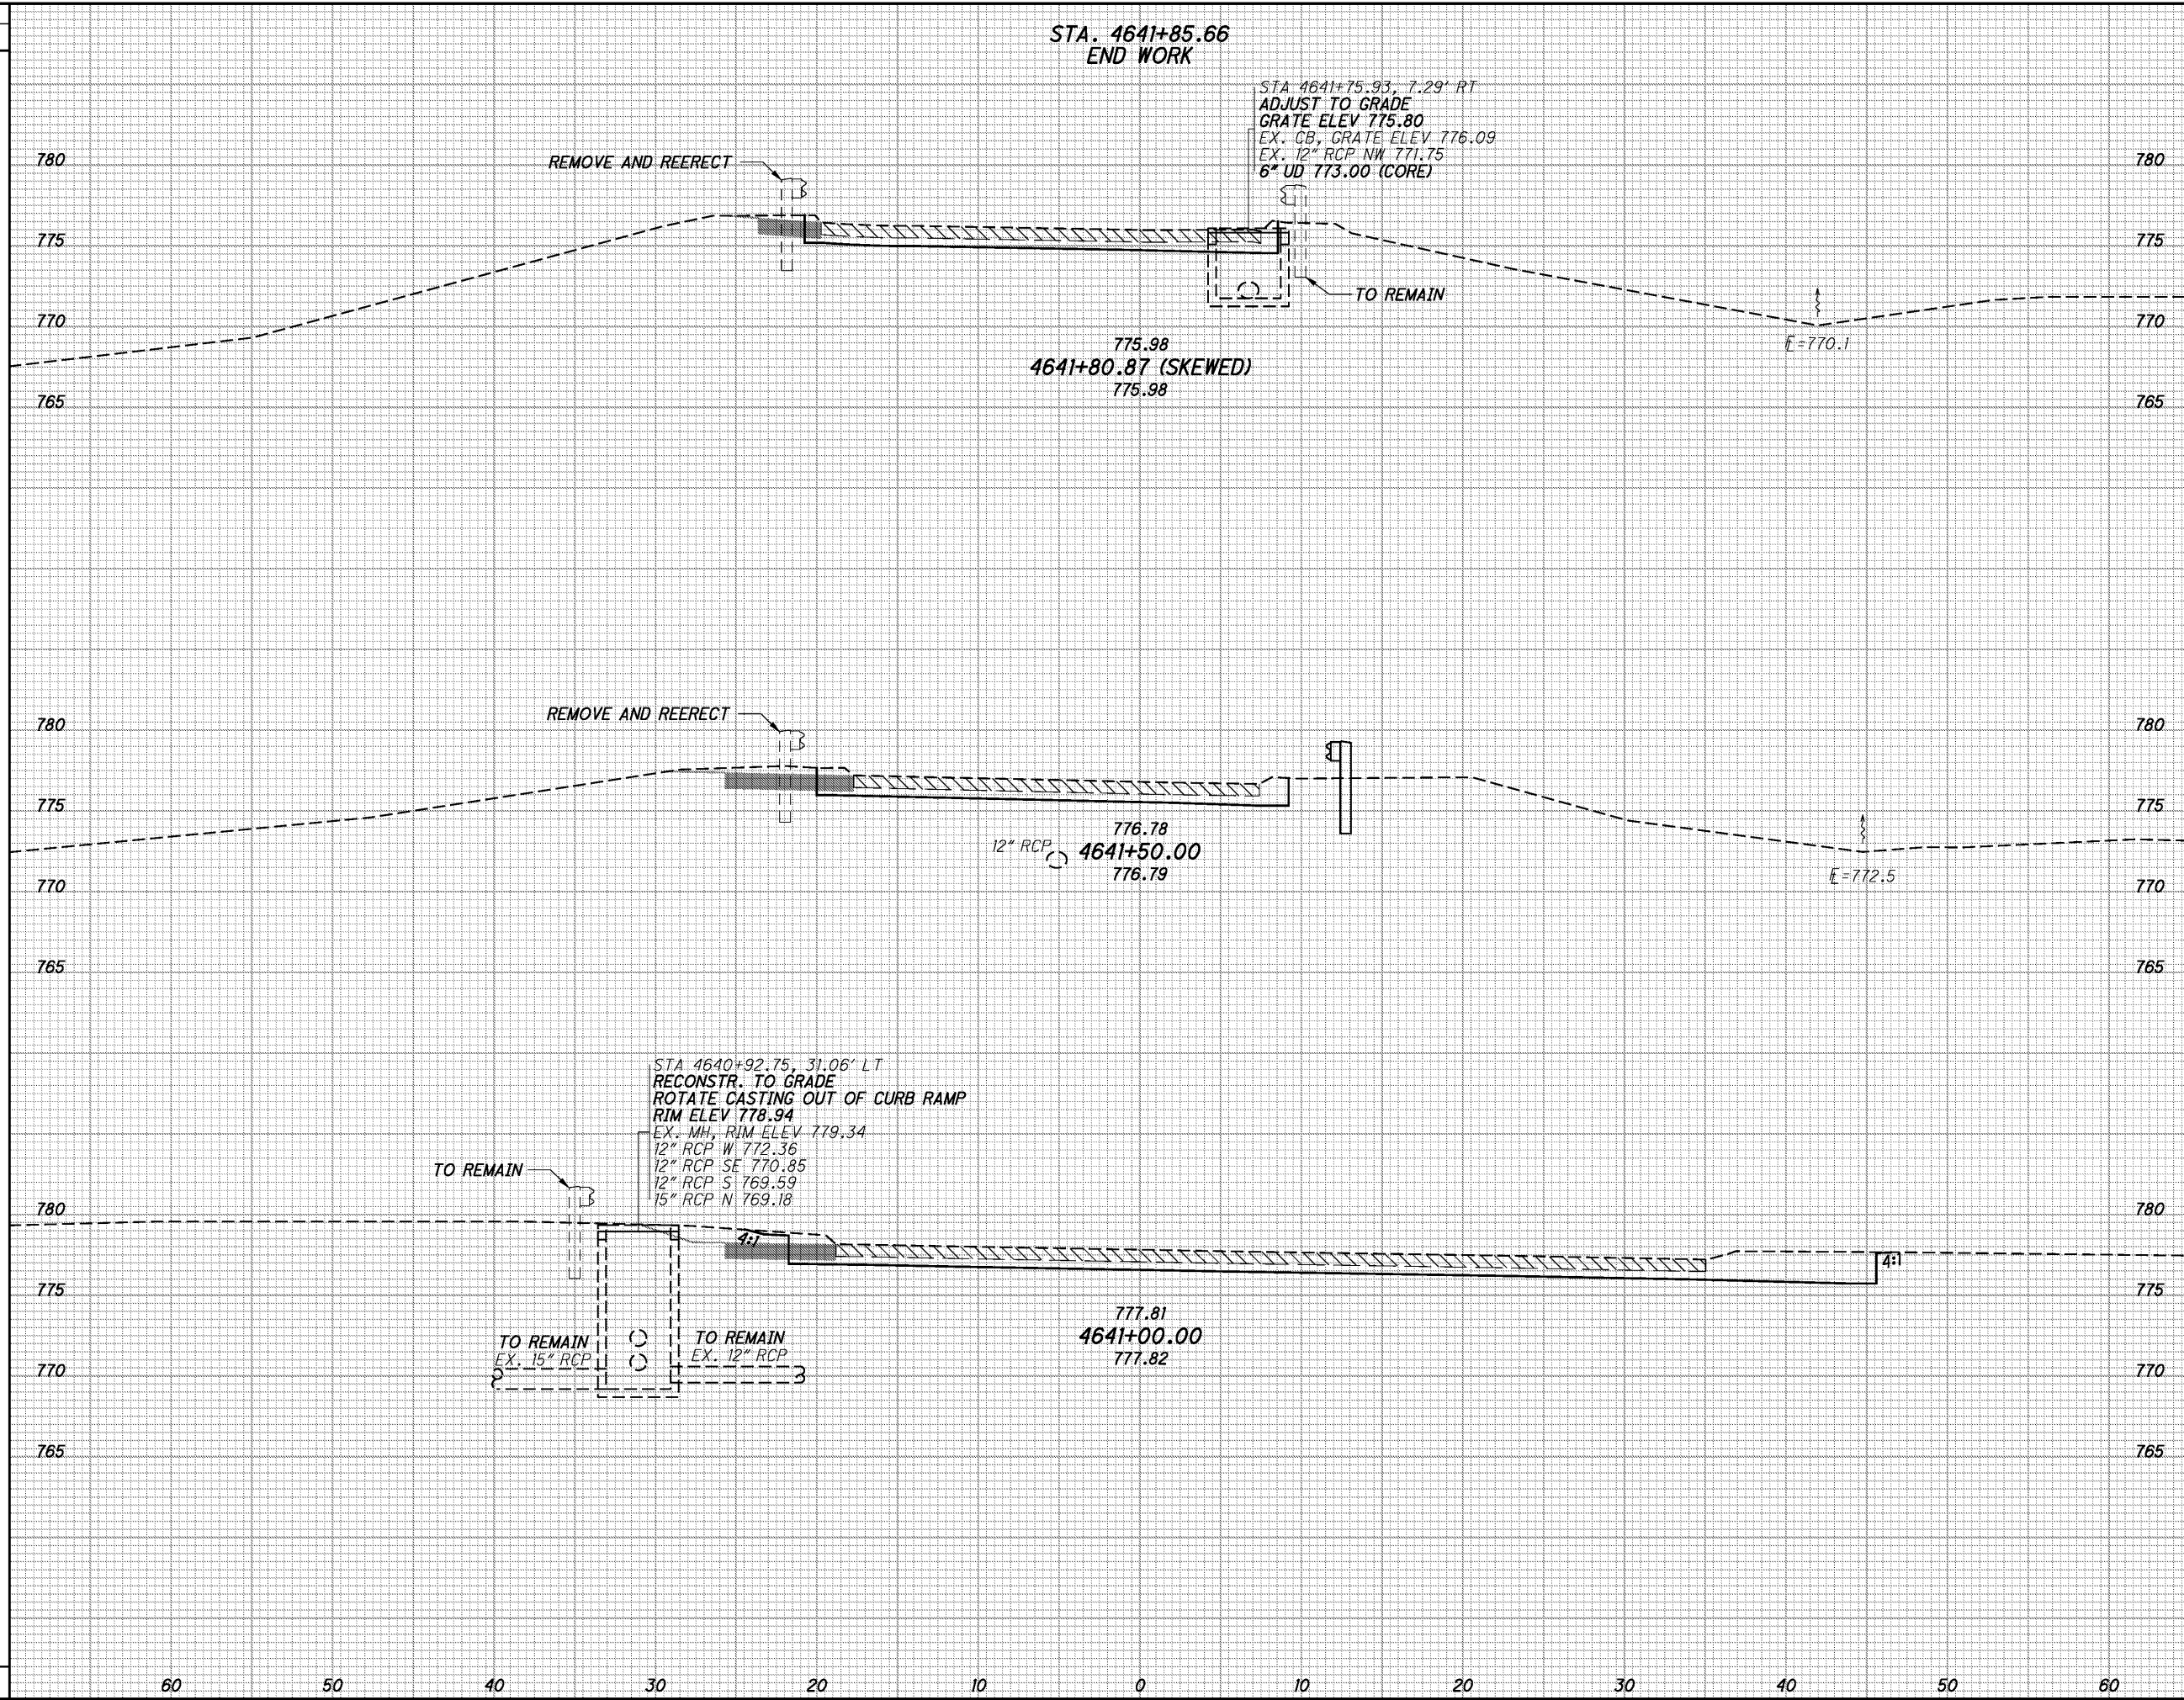 STA. 4641+85.66
END WORK
STA 4641+75.93, 7.29' RT
ADJUST TO GRADE
GRATE ELEV 775.80
EX. CB, GRATE ELEV 776.09
EX. 12" RCP NW 771.75
6" UD 773.00 (CORE)
780
REMOVE AND REERECT
780
775
775
TO REMAIN
770
770
775.98
4641+80.87 (SKEWED)
775.98
=770.1
765
765
REMOVE AND REERECT
780
780
775
775
776.78
12" RCP
4641+50.00
776.79
=772.5
770
770
765
765
STA 4640+92.75, 31.06' LT
RECONSTR. TO GRADE
ROTATE CASTING OUT OF CURB RAMP
RIM ELEV 778.94
EX. MH, RIM ELEV 779.34
12" RCP W 772.36
12" RCP SE 770.85
12" RCP S 769.59
15" RCP N 769.18
TO REMAIN
780
780
4:1
4:1
775
775
777.81
4641+00.00
777.82
TO REMAIN
EX. 15" RCP
TO REMAIN
EX. 12" RCP
770
770
765
765
60 50 40 30 20 10 0 10 20 30 40 50 60